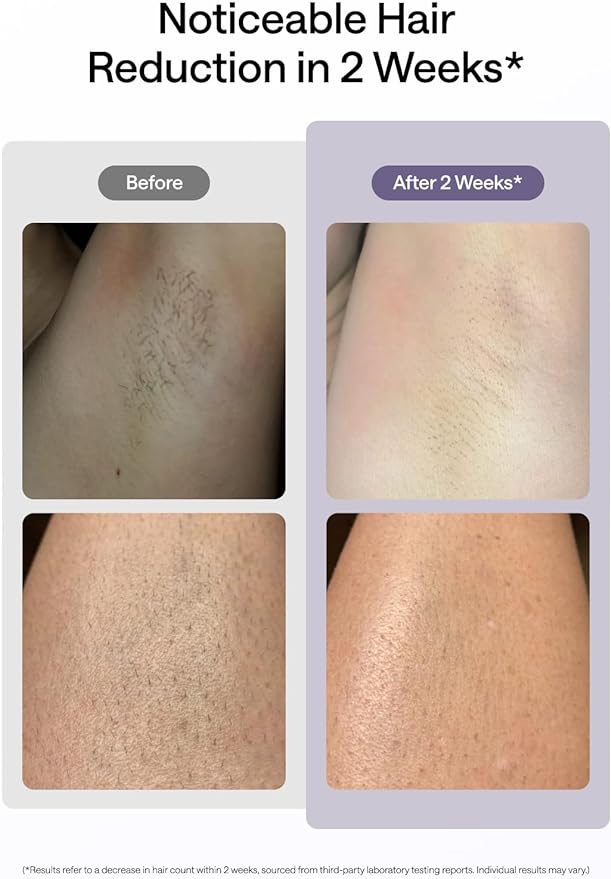 Noticeable Hair
Reduction in 2 Weeks*
Before
After 2 Weeks*
(*Results refer to a decrease in hair count within 2 weeks, sourced from third-party laboratory testing reports. Individual results may vary.)